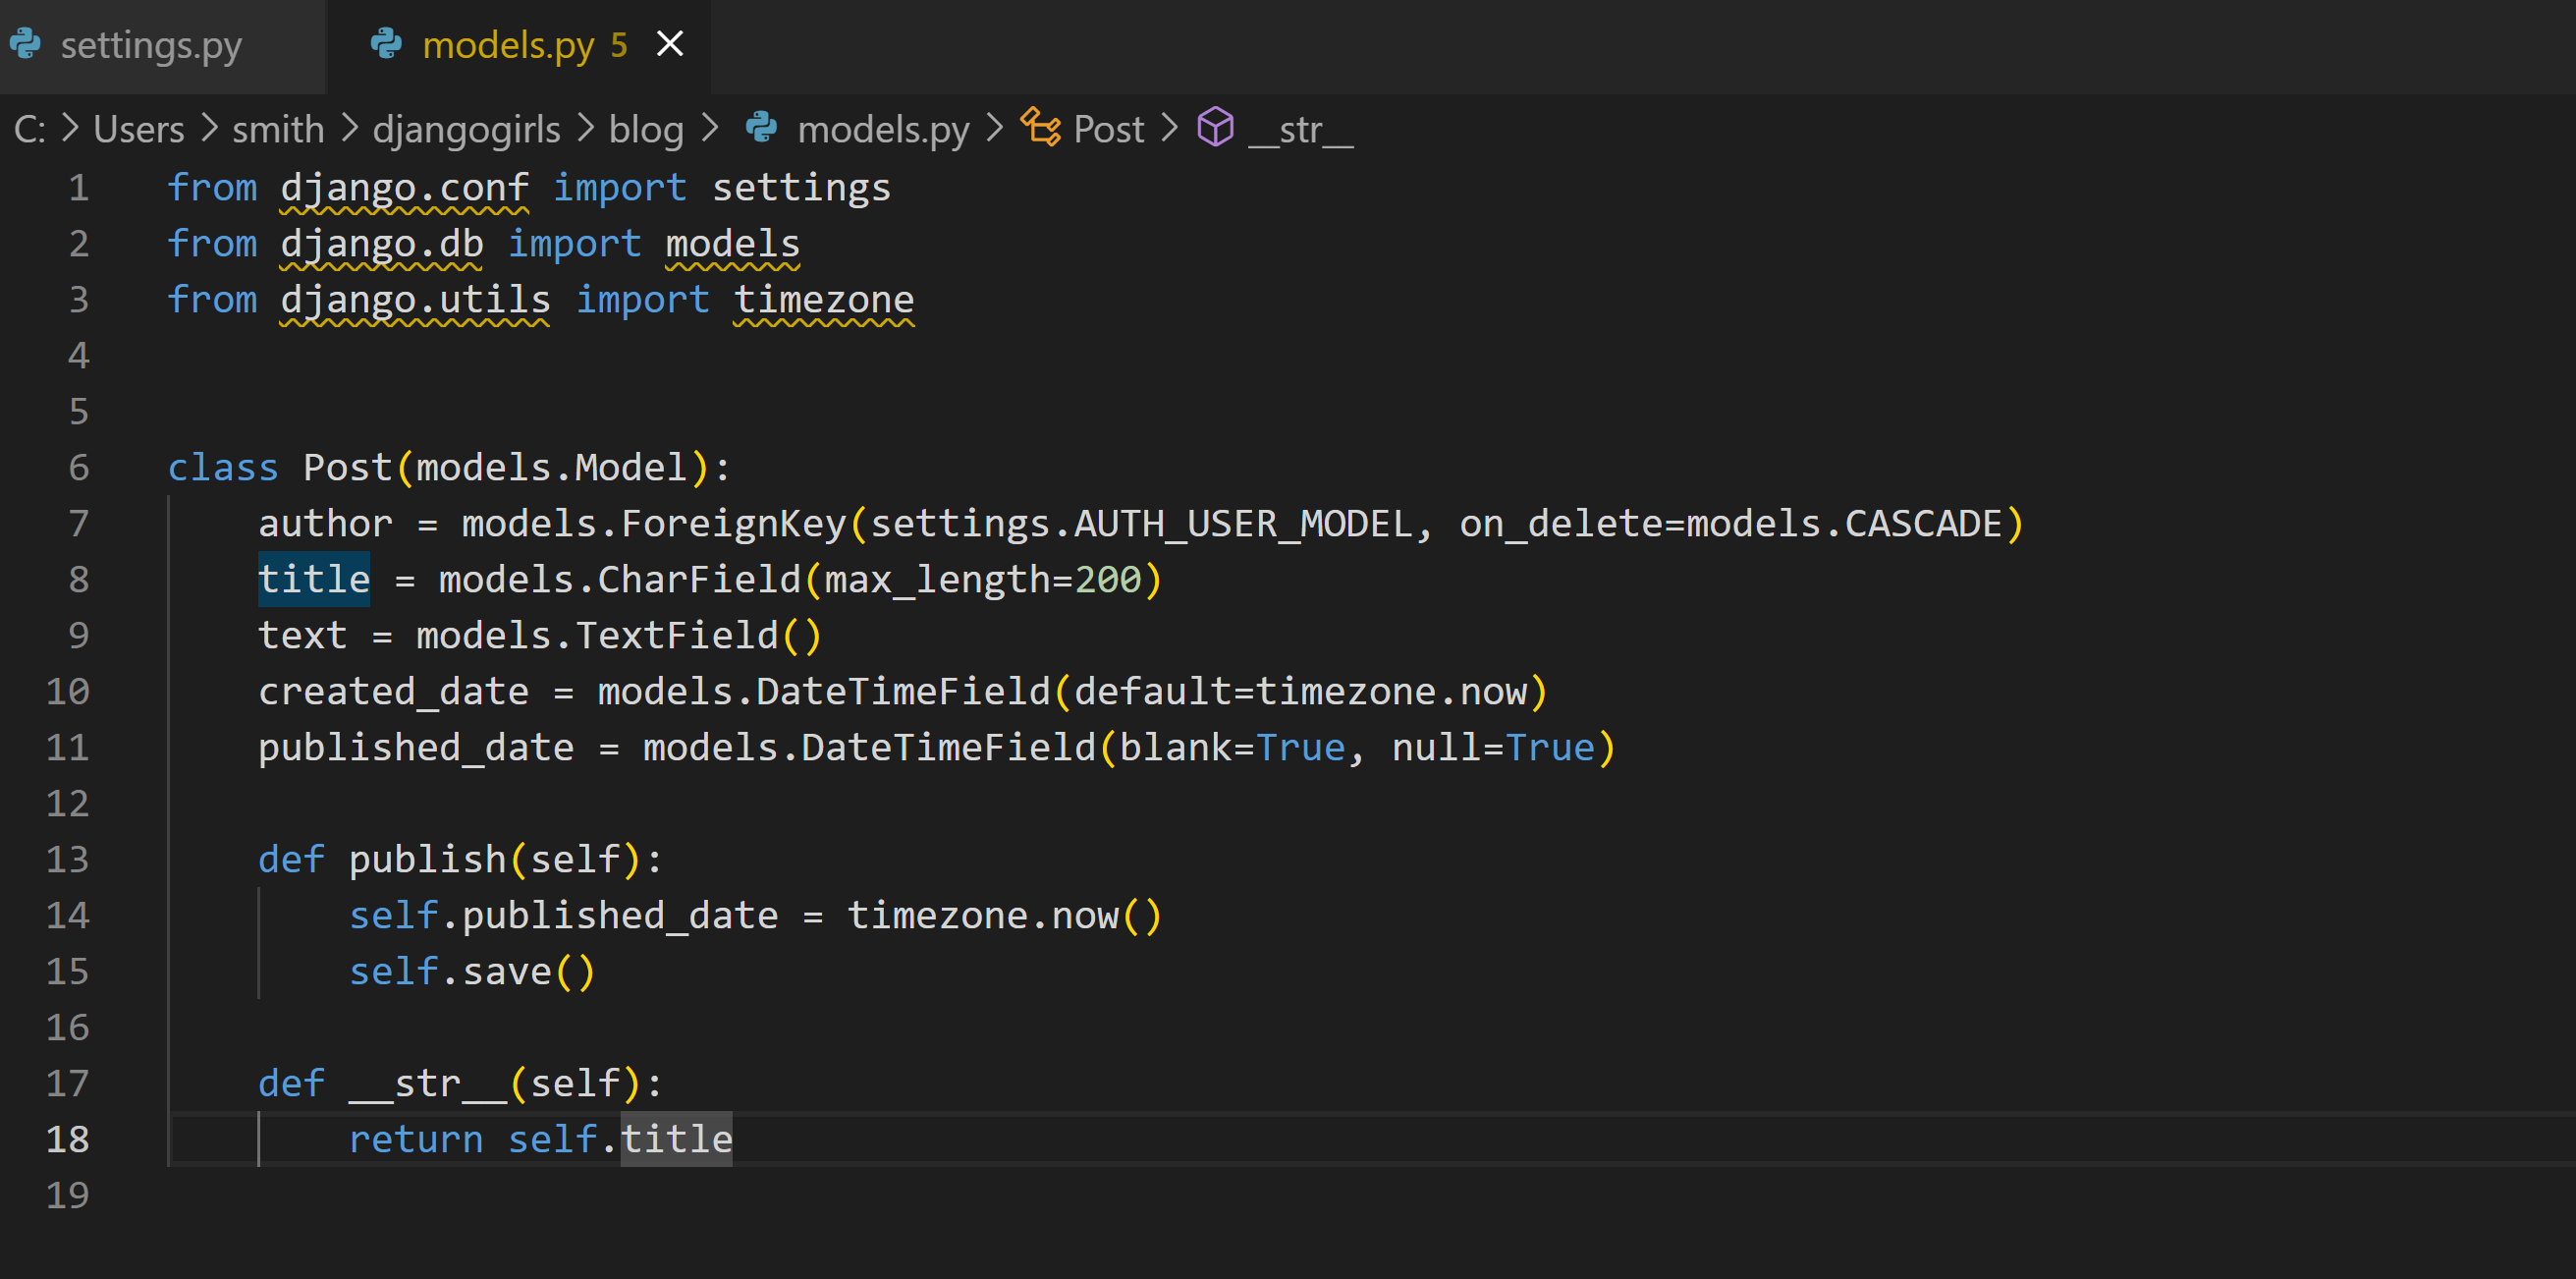 settings.py models.py 5
C: > Users > smith > djangogirls > blog > models.py > Post > __str__
1 from django.conf import settings
2 from django.db import models
3 from django.utils import timezone
4
5
6 class Post(models.Model):
7     author = models.ForeignKey(settings.AUTH_USER_MODEL, on_delete=models.CASCADE)
8     title = models.CharField(max_length=200)
9     text = models.TextField()
10     created_date = models.DateTimeField(default=timezone.now)
11     published_date = models.DateTimeField(blank=True, null=True)
12
13     def publish(self):
14         self.published_date = timezone.now()
15         self.save()
16
17     def __str__(self):
18         return self.title
19